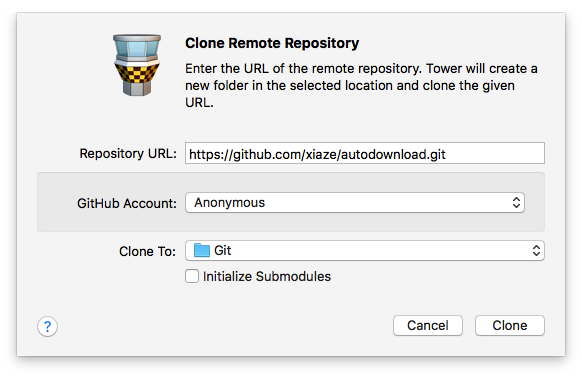 Clone Remote Repository
Enter the URL of the remote repository. Tower will create a
new folder in the selected location and clone the given
URL.
Repository URL: https://github.com/xiaze/autodownload.git
GitHub Account: Anonymous
Clone To: Git
Initialize Submodules
? Cancel Clone